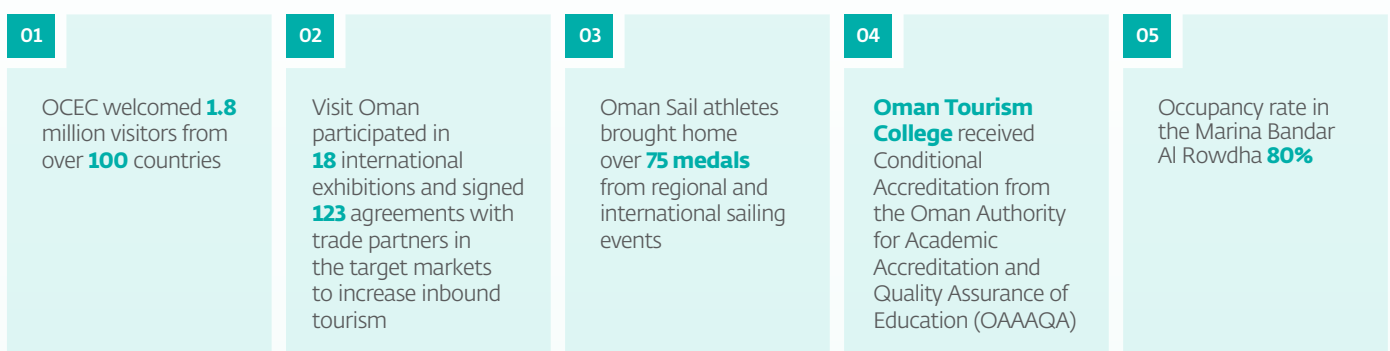 01
OCEC welcomed 1.8
million visitors from
over 100 countries
02
Visit Oman
participated in
18 international
exhibitions and signed
123 agreements with
trade partners in
the target markets
to increase inbound
tourism
03
Oman Sail athletes
brought home
over 75 medals
from regional and
international sailing
events
04
Oman Tourism
College received
Conditional
Accreditation from
the Oman Authority
for Academic
Accreditation and
Quality Assurance of
Education (OAAAQA)
05
Occupancy rate in
the Marina Bandar
Al Rowdha 80%